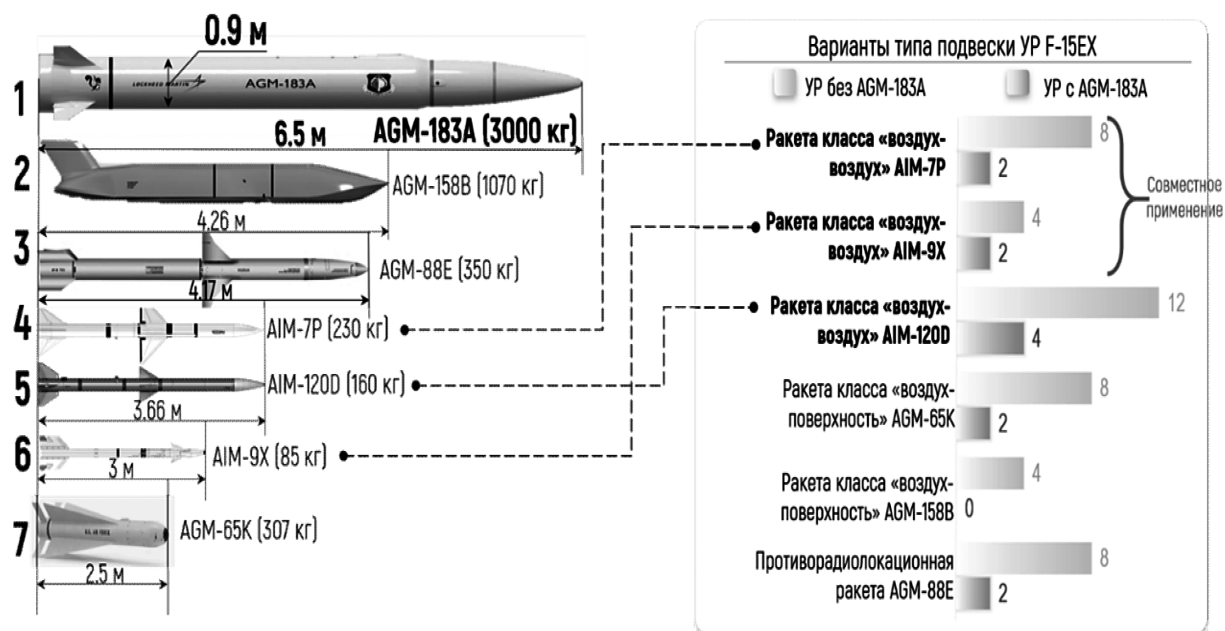 0.9 м
1
LOCKHEED MARTIN
AGM-183A
6.5 м
AGM-183A (3000 кг)
2
AGM-158B (1070 кг)
4.26 м
3
AGM-88E (350 кг)
4.17 м
4
AIM-7P (230 кг)
5
AIM-120D (160 кг)
3.66 м
6
AIM-9X (85 кг)
3 м
7
U.S. AIR FORCE
AGM-65K (307 кг)
2.5 м
Варианты типа подвески УР F-15EX
УР без AGM-183A
УР с AGM-183A
Ракета класса «воздух-
воздух» AIM-7P
8
2
Ракета класса «воздух-
воздух» AIM-9X
4
2
Совместное
применение
Ракета класса «воздух-
воздух» AIM-120D
12
4
Ракета класса «воздух-
поверхность» AGM-65K
8
2
Ракета класса «воздух-
поверхность» AGM-158B
4
0
Противорадиолокационная
ракета AGM-88E
8
2